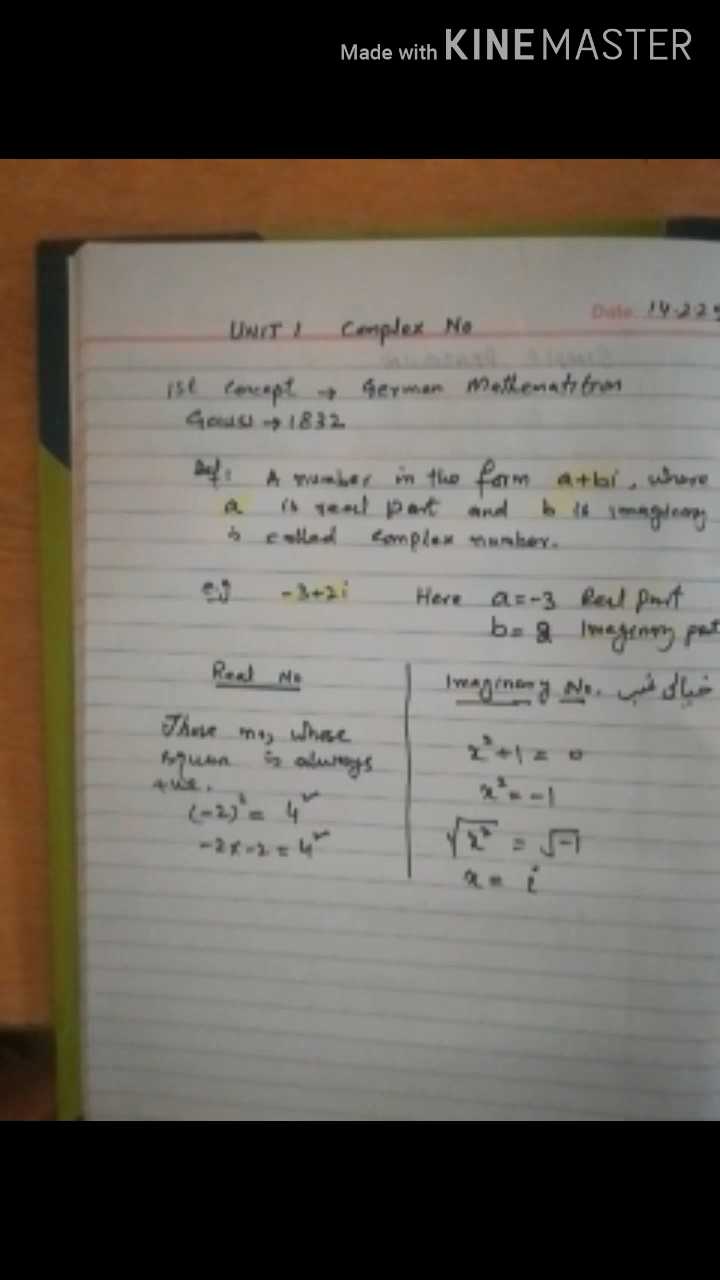 Made with KINEMASTER
Date 14-2-2
UNIT 1 Complex No
1st Concept → German Mathematition
Gauss → 1832
Def: A number in the form a+bi, where
a is real part and b is imaginary
is called complex number.
e.g -3+2i Here a=-3 Real Part
b= 2 Imaginary part
Real No
Those no, whose
square is always
+ve.
(-2)² = 4
-2x-2 = 4
Imaginary No. خیالی نمبر
x²+1 = 0
x² = -1
√x² = √-1
x = i